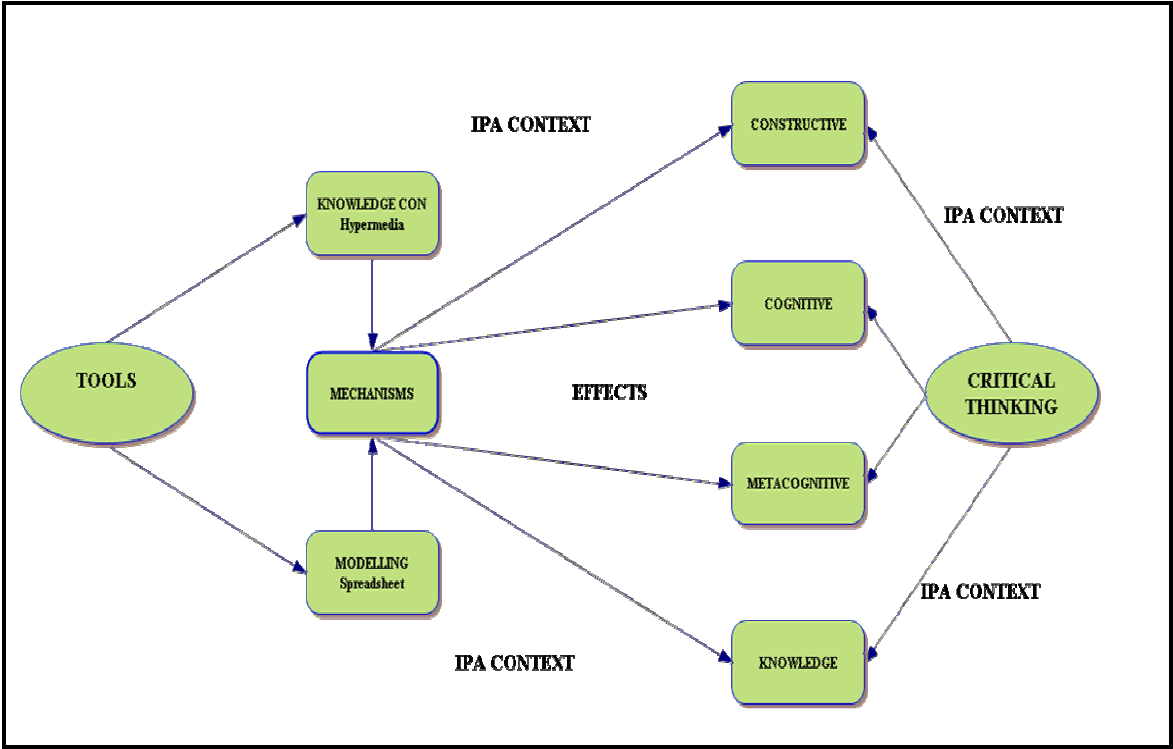 IPA CONTEXT
CONSTRUCTIVE
KNOWLEDGE CON
Hypermedia
IPA CONTEXT
COGNITIVE
TOOLS
MECHANISMS
EFFECTS
CRITICAL
THINKING
METACOGNITIVE
MODELLING
Spreadsheet
IPA CONTEXT
IPA CONTEXT
KNOWLEDGE